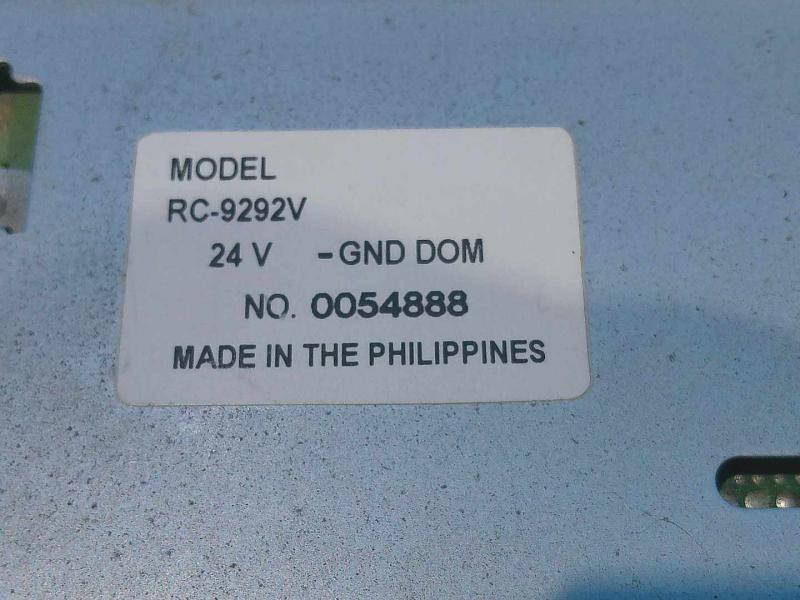 MODEL
RC-9292V
24 V -GND DOM
NO. 0054888
MADE IN THE PHILIPPINES